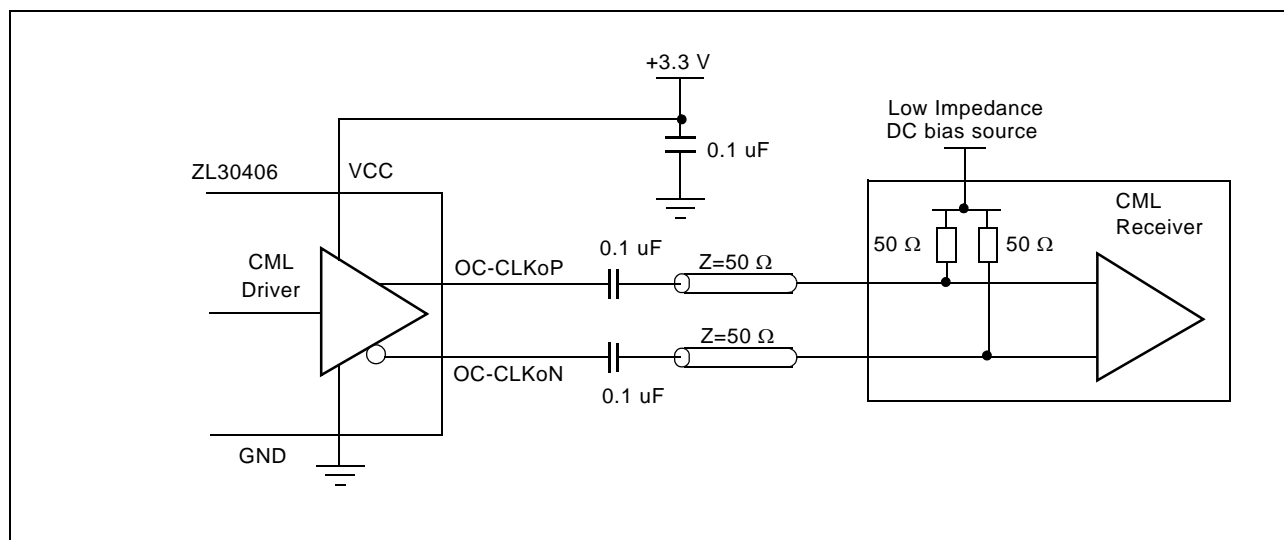 +3.3 V
Low Impedance
DC bias source
0.1 uF
ZL30406
VCC
CML
Receiver
50 Ω
50 Ω
0.1 uF
CML
Driver
OC-CLKoP
Z=50 Ω
Z=50 Ω
OC-CLKoN
0.1 uF
GND